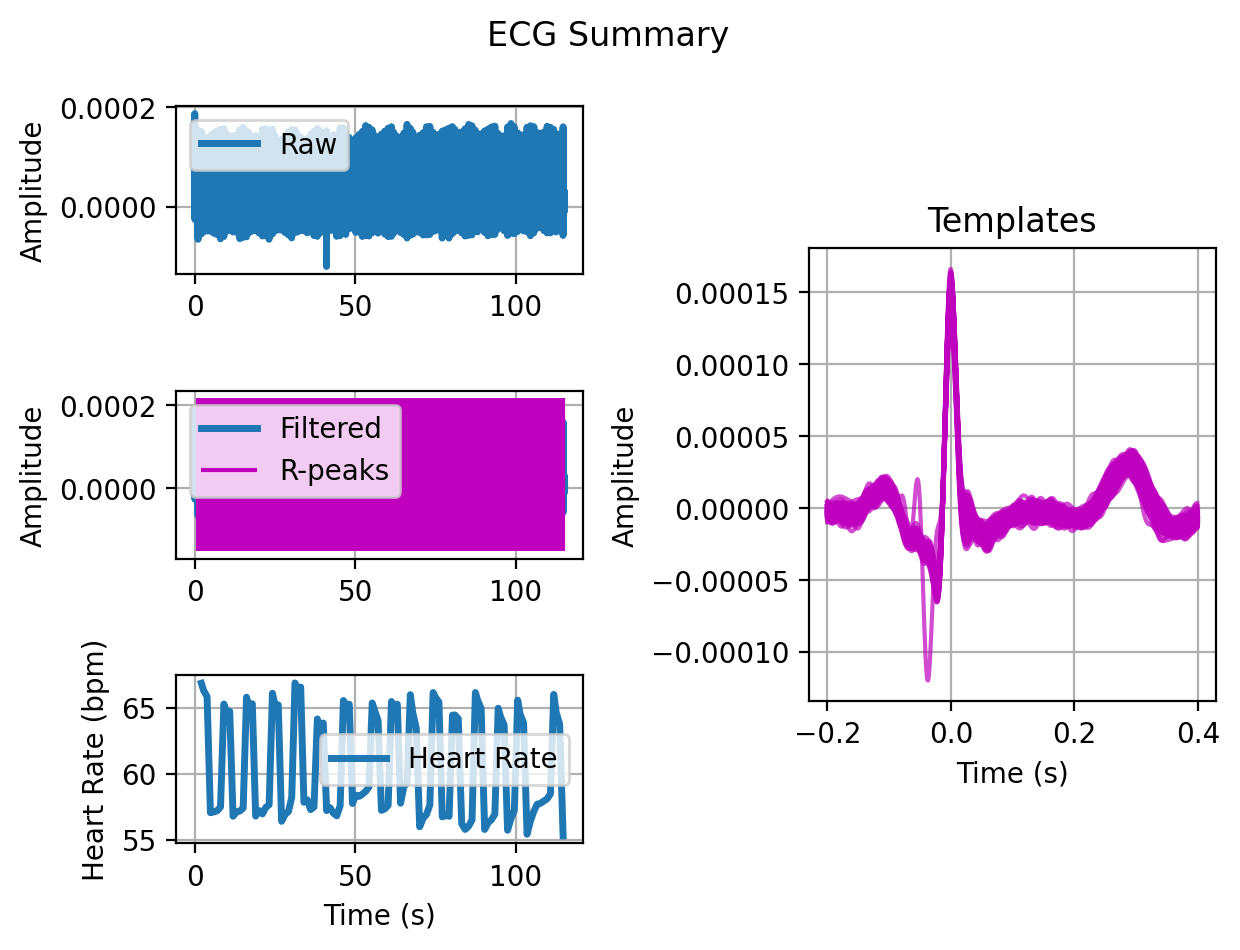 ECG Summary
0.0002
0.0000
Amplitude
Raw
0 50 100
0.0002
0.0000
Amplitude
Filtered
R-peaks
0 50 100
65
60
55
Heart Rate (bpm)
Heart Rate
0 50 100
Time (s)
Templates
0.00015
0.00010
0.00005
0.00000
−0.00005
−0.00010
Amplitude
−0.2 0.0 0.2 0.4
Time (s)